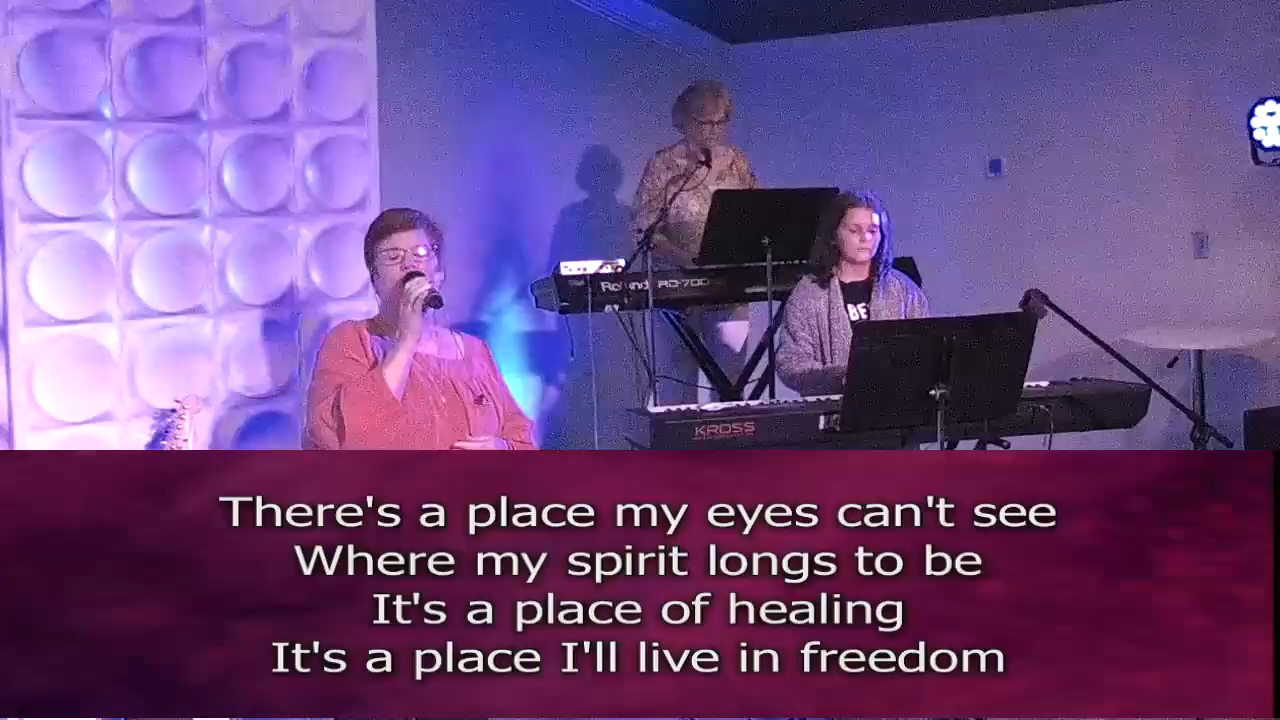 Roland RD-700
BE
KROSS
There's a place my eyes can't see
Where my spirit longs to be
It's a place of healing
It's a place I'll live in freedom